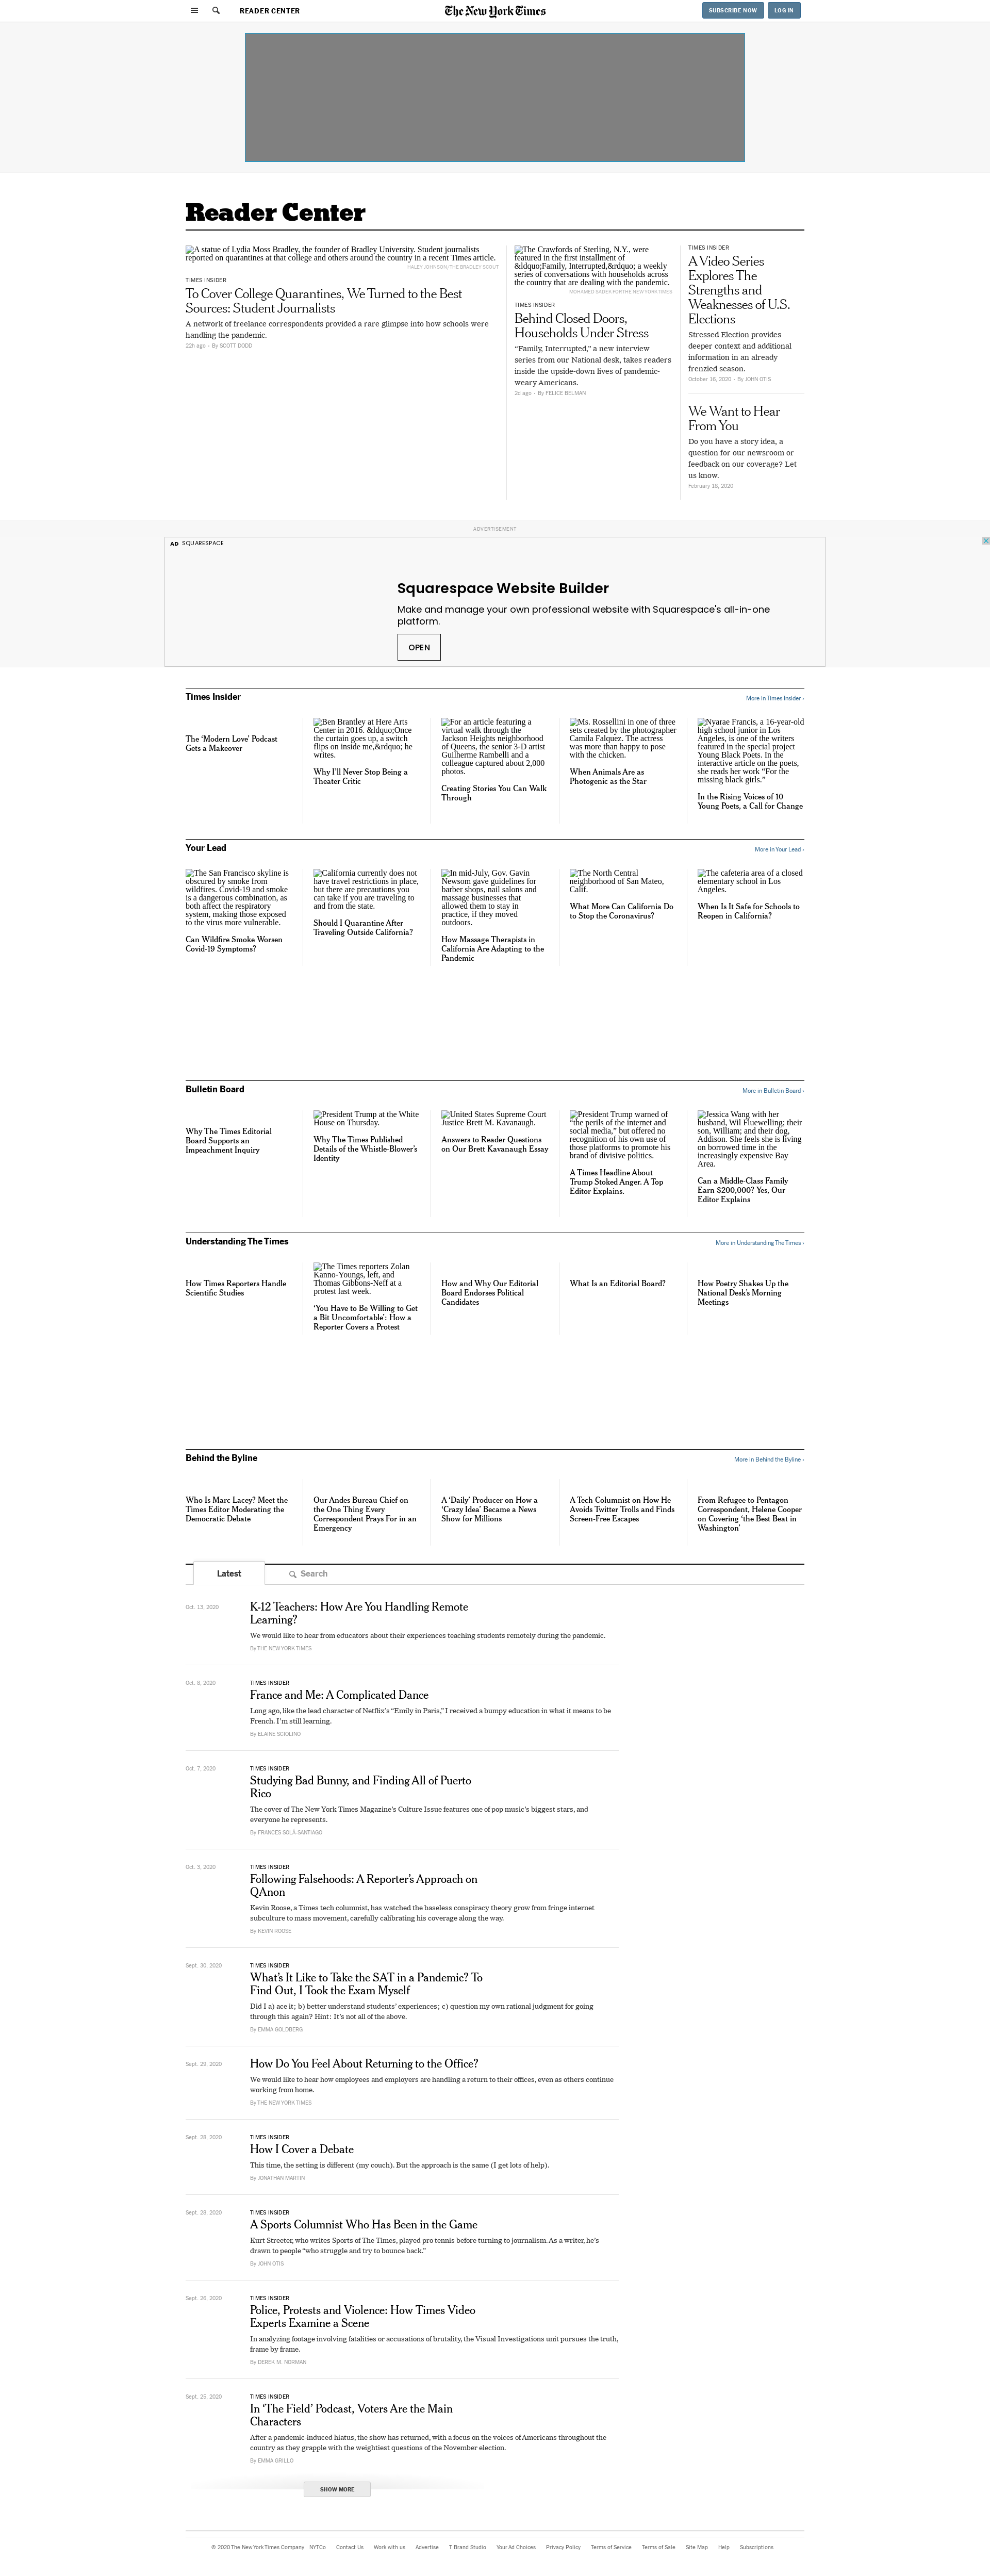 READER CENTER
The New York Times
SUBSCRIBE NOW
LOG IN
Reader Center
A statue of Lydia Moss Bradley, the founder of Bradley University. Student journalists
reported on quarantines at that college and others around the country in a recent Times article.
HALEY JOHNSON/THE BRADLEY SCOUT
TIMES INSIDER
To Cover College Quarantines, We Turned to the Best
Sources: Student Journalists
A network of freelance correspondents provided a rare glimpse into how schools were
handling the pandemic.
22h ago - By SCOTT DODD
The Crawfords of Sterling, N.Y., were
featured in the first installment of
&ldquo;Family, Interrupted,&rdquo; a weekly
series of conversations with households across
the country that are dealing with the pandemic.
MOHAMED SADEK FOR THE NEW YORK TIMES
TIMES INSIDER
Behind Closed Doors,
Households Under Stress
“Family, Interrupted,” a new interview
series from our National desk, takes readers
inside the upside-down lives of pandemic-
weary Americans.
2d ago - By FELICE BELMAN
TIMES INSIDER
A Video Series
Explores The
Strengths and
Weaknesses of U.S.
Elections
Stressed Election provides
deeper context and additional
information in an already
frenzied season.
October 16, 2020 - By JOHN OTIS
We Want to Hear
From You
Do you have a story idea, a
question for our newsroom or
feedback on our coverage? Let
us know.
February 19, 2020
ADVERTISEMENT
AD SQUARESPACE
Squarespace Website Builder
Make and manage your own professional website with Squarespace's all-in-one
platform.
OPEN
Times Insider
More in Times Insider ›
The ‘Modern Love’ Podcast
Gets a Makeover
Ben Brantley at Here Arts
Center in 2016. &ldquo;Once
the curtain goes up, a switch
flips on inside me,&rdquo; he
writes.
Why I’ll Never Stop Being a
Theater Critic
For an article featuring a
virtual walk through the
Jackson Heights neighborhood
of Queens, the senior 3-D artist
Guilherme Rambelli and a
colleague captured about 2,000
photos.
Creating Stories You Can Walk
Through
Ms. Rossellini in one of three
sets created by the photographer
Camila Falquez. The actress
was more than happy to pose
with the chicken.
When Animals Are as
Photogenic as the Star
Nyarae Francis, a 16-year-old
high school junior in Los
Angeles, is one of the writers
featured in the special project
Young Black Poets. In the
interactive article on the poets,
she reads her work “For the
missing black girls.”
In the Rising Voices of 10
Young Poets, a Call for Change
Your Lead
More in Your Lead ›
The San Francisco skyline is
obscured by smoke from
wildfires. Covid-19 and smoke
is a dangerous combination, as
both affect the respiratory
system, making those exposed
to the virus more vulnerable.
Can Wildfire Smoke Worsen
Covid-19 Symptoms?
California currently does not
have travel restrictions in place,
but there are precautions you
can take if you are traveling to
and from the state.
Should I Quarantine After
Traveling Outside California?
In mid-July, Gov. Gavin
Newsom gave guidelines for
barber shops, nail salons and
massage businesses that
allowed them to stay in
practice, if they moved
outdoors.
How Massage Therapists in
California Are Adapting to the
Pandemic
The North Central
neighborhood of San Mateo,
Calif.
What More Can California Do
to Stop the Coronavirus?
The cafeteria area of a closed
elementary school in Los
Angeles.
When Is It Safe for Schools to
Reopen in California?
Bulletin Board
More in Bulletin Board ›
Why The Times Editorial
Board Supports an
Impeachment Inquiry
President Trump at the White
House on Thursday.
Why The Times Published
Details of the Whistle-Blower’s
Identity
United States Supreme Court
Justice Brett M. Kavanaugh.
Answers to Reader Questions
on Our Brett Kavanaugh Essay
President Trump warned of
“the perils of the internet and
social media,” but offered no
recognition of his own use of
those platforms to promote his
brand of divisive politics.
A Times Headline About
Trump Stoked Anger. A Top
Editor Explains.
Jessica Wang with her
husband, Wil Fluewelling; their
son, William; and their dog,
Addison. She feels she is living
on borrowed time in the
increasingly expensive Bay
Area.
Can a Middle-Class Family
Earn $200,000? Yes, Our
Editor Explains
Understanding The Times
More in Understanding The Times ›
How Times Reporters Handle
Scientific Studies
The Times reporters Zolan
Kanno-Youngs, left, and
Thomas Gibbons-Neff at a
protest last week.
‘You Have to Be Willing to Get
a Bit Uncomfortable’: How a
Reporter Covers a Protest
How and Why Our Editorial
Board Endorses Political
Candidates
What Is an Editorial Board?
How Poetry Shakes Up the
National Desk’s Morning
Meetings
Behind the Byline
More in Behind the Byline ›
Who Is Marc Lacey? Meet the
Times Editor Moderating the
Democratic Debate
Our Andes Bureau Chief on
the One Thing Every
Correspondent Prays For in an
Emergency
A ‘Daily’ Producer on How a
‘Crazy Idea’ Became a News
Show for Millions
A Tech Columnist on How He
Avoids Twitter Trolls and Finds
Screen-Free Escapes
From Refugee to Pentagon
Correspondent, Helene Cooper
on Covering ‘the Best Beat in
Washington’
Latest
Search
Oct. 13, 2020
K-12 Teachers: How Are You Handling Remote
Learning?
We would like to hear from educators about their experiences teaching students remotely during the pandemic.
By THE NEW YORK TIMES
Oct. 8, 2020
TIMES INSIDER
France and Me: A Complicated Dance
Long ago, like the lead character of Netflix’s “Emily in Paris,” I received a bumpy education in what it means to be
French. I’m still learning.
By ELAINE SCIOLINO
Oct. 7, 2020
TIMES INSIDER
Studying Bad Bunny, and Finding All of Puerto
Rico
The cover of The New York Times Magazine’s Culture Issue features one of pop music’s biggest stars, and
everyone he represents.
By FRANCES SOLÁ-SANTIAGO
Oct. 3, 2020
TIMES INSIDER
Following Falsehoods: A Reporter’s Approach on
QAnon
Kevin Roose, a Times tech columnist, has watched the baseless conspiracy theory grow from fringe internet
subculture to mass movement, carefully calibrating his coverage along the way.
By KEVIN ROOSE
Sept. 30, 2020
TIMES INSIDER
What’s It Like to Take the SAT in a Pandemic? To
Find Out, I Took the Exam Myself
Did I a) ace it; b) better understand students’ experiences; c) question my own rational judgment for going
through this again? Hint: It’s not all of the above.
By EMMA GOLDBERG
Sept. 29, 2020
How Do You Feel About Returning to the Office?
We would like to hear how employees and employers are handling a return to their offices, even as others continue
working from home.
By THE NEW YORK TIMES
Sept. 28, 2020
TIMES INSIDER
How I Cover a Debate
This time, the setting is different (my couch). But the approach is the same (I get lots of help).
By JONATHAN MARTIN
Sept. 28, 2020
TIMES INSIDER
A Sports Columnist Who Has Been in the Game
Kurt Streeter, who writes Sports of The Times, played pro tennis before turning to journalism. As a writer, he’s
drawn to people “who struggle and try to bounce back.”
By JOHN OTIS
Sept. 26, 2020
TIMES INSIDER
Police, Protests and Violence: How Times Video
Experts Examine a Scene
In analyzing footage involving fatalities or accusations of brutality, the Visual Investigations unit pursues the truth,
frame by frame.
By DEREK M. NORMAN
Sept. 25, 2020
TIMES INSIDER
In ‘The Field’ Podcast, Voters Are the Main
Characters
After a pandemic-induced hiatus, the show has returned, with a focus on the voices of Americans throughout the
country as they grapple with the weightiest questions of the November election.
By EMMA GRILLO
SHOW MORE
© 2020 The New York Times Company NYTCo Contact Us Work with us Advertise T Brand Studio Your Ad Choices Privacy Policy Terms of Service Terms of Sale Site Map Help Subscriptions